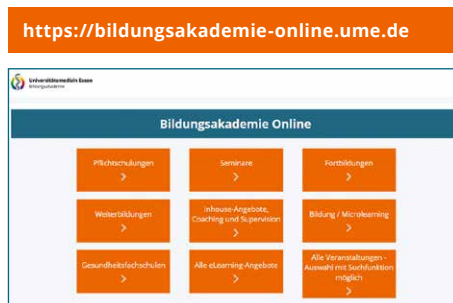 https://bildungsakademie-online.ume.de
Universitätsmedizin Essen
Bildungsakademie
Bildungsakademie Online
Pflichtschulungen
Seminare
Fortbildungen
Weiterbildungen
Inhouse-Angebote,
Coaching und Supervision
Bildung / Microlearning
Gesundheitsfachschulen
Alle eLearning-Angebote
Alle Veranstaltungen -
Auswahl mit Suchfunktion
möglich